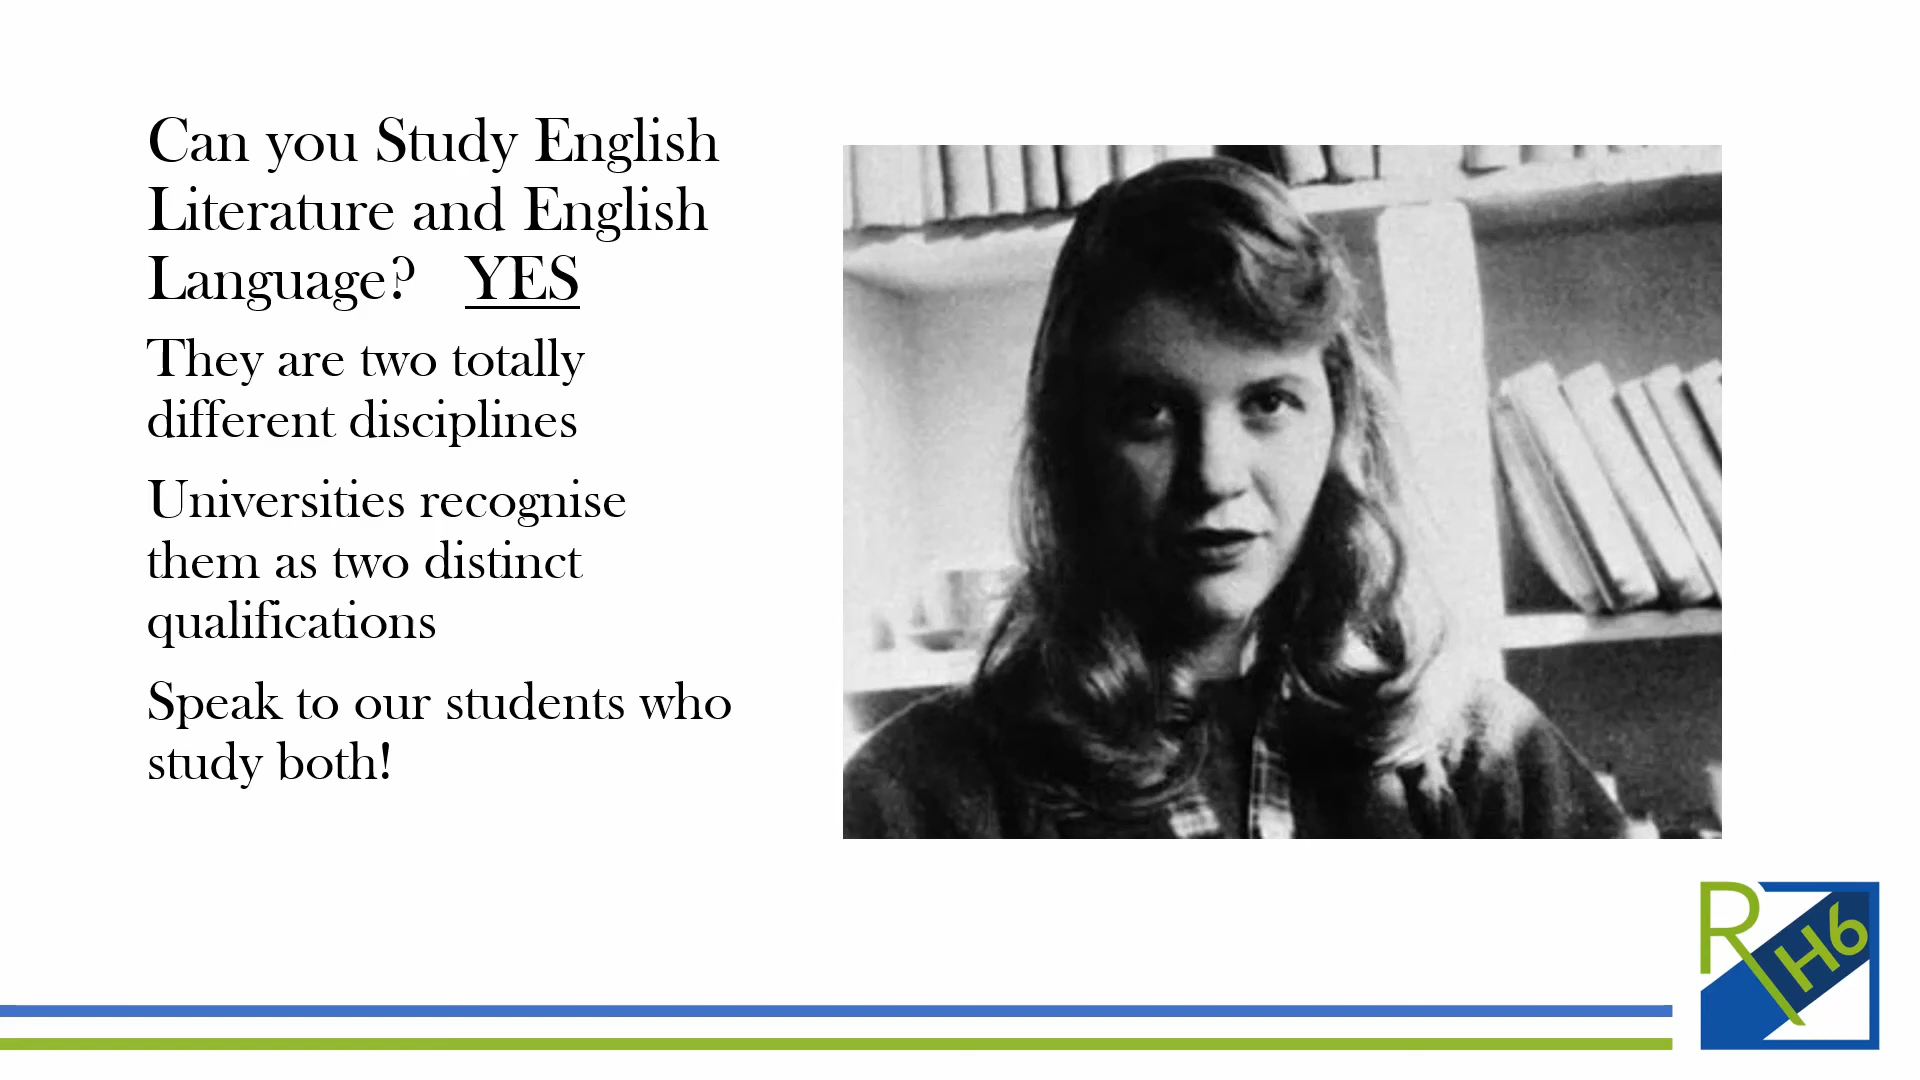 Can you Study English
Literature and English
Language? YES
They are two totally
different disciplines
Universities recognise
them as two distinct
qualifications
Speak to our students who
study both!
RH6